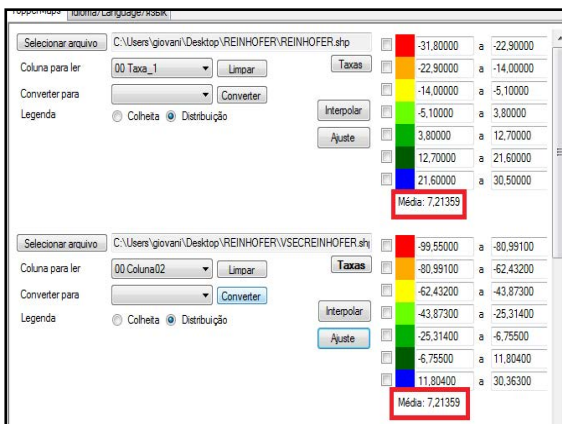 TopperMaps Idioma/Language/язык
Selecionar arquivo C:\Users\giovani\Desktop\REINHOFER\REINHOFER.shp
-31,80000 a -22,90000
Coluna para ler 00 Taxa_1 Limpar Taxas
-22,90000 a -14,00000
-14,00000 a -5,10000
Converter para Converter
Legenda Colheita Distribuição Interpolar
-5,10000 a 3,80000
Ajuste
3,80000 a 12,70000
12,70000 a 21,60000
21,60000 a 30,50000
Média: 7,21359
Selecionar arquivo C:\Users\giovani\Desktop\REINHOFER\VSECREINHOFER.shp
-99,55000 a -80,99100
Coluna para ler 00 Coluna02 Limpar Taxas
-80,99100 a -62,43200
Converter para Converter
-62,43200 a -43,87300
Legenda Colheita Distribuição Interpolar
-43,87300 a -25,31400
Ajuste
-25,31400 a -6,75500
-6,75500 a 11,80400
11,80400 a 30,36300
Média: 7,21359